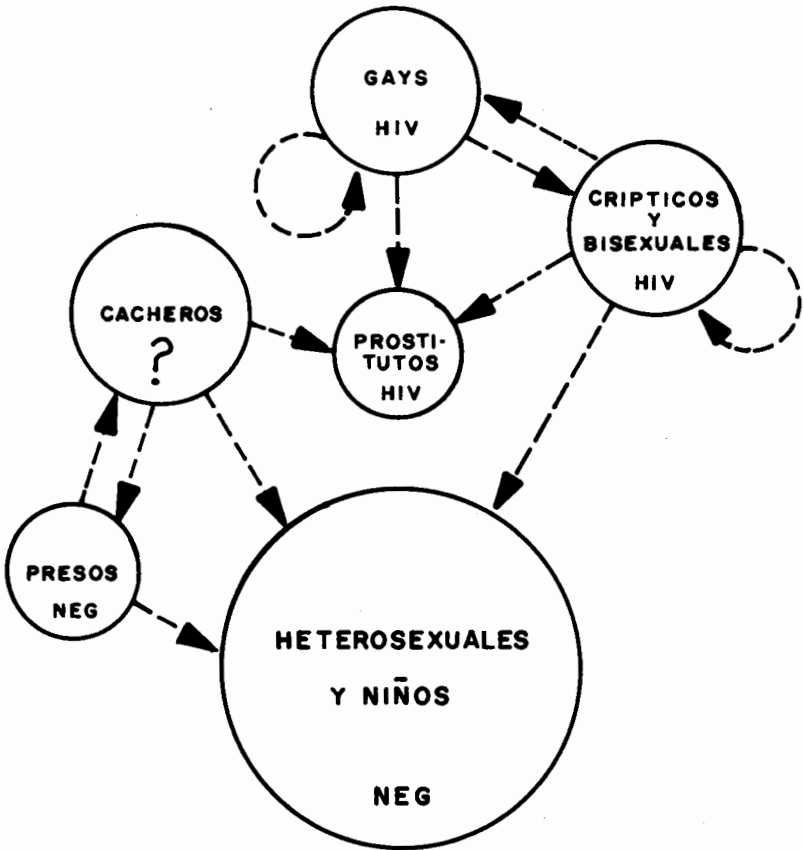 GAYS
HIV
CRIPTICOS
Y
BISEXUALES
HIV
CACHEROS
?
PROSTI-
TUTOS
HIV
PRESOS
NEG
HETEROSEXUALES
Y NIÑOS
NEG